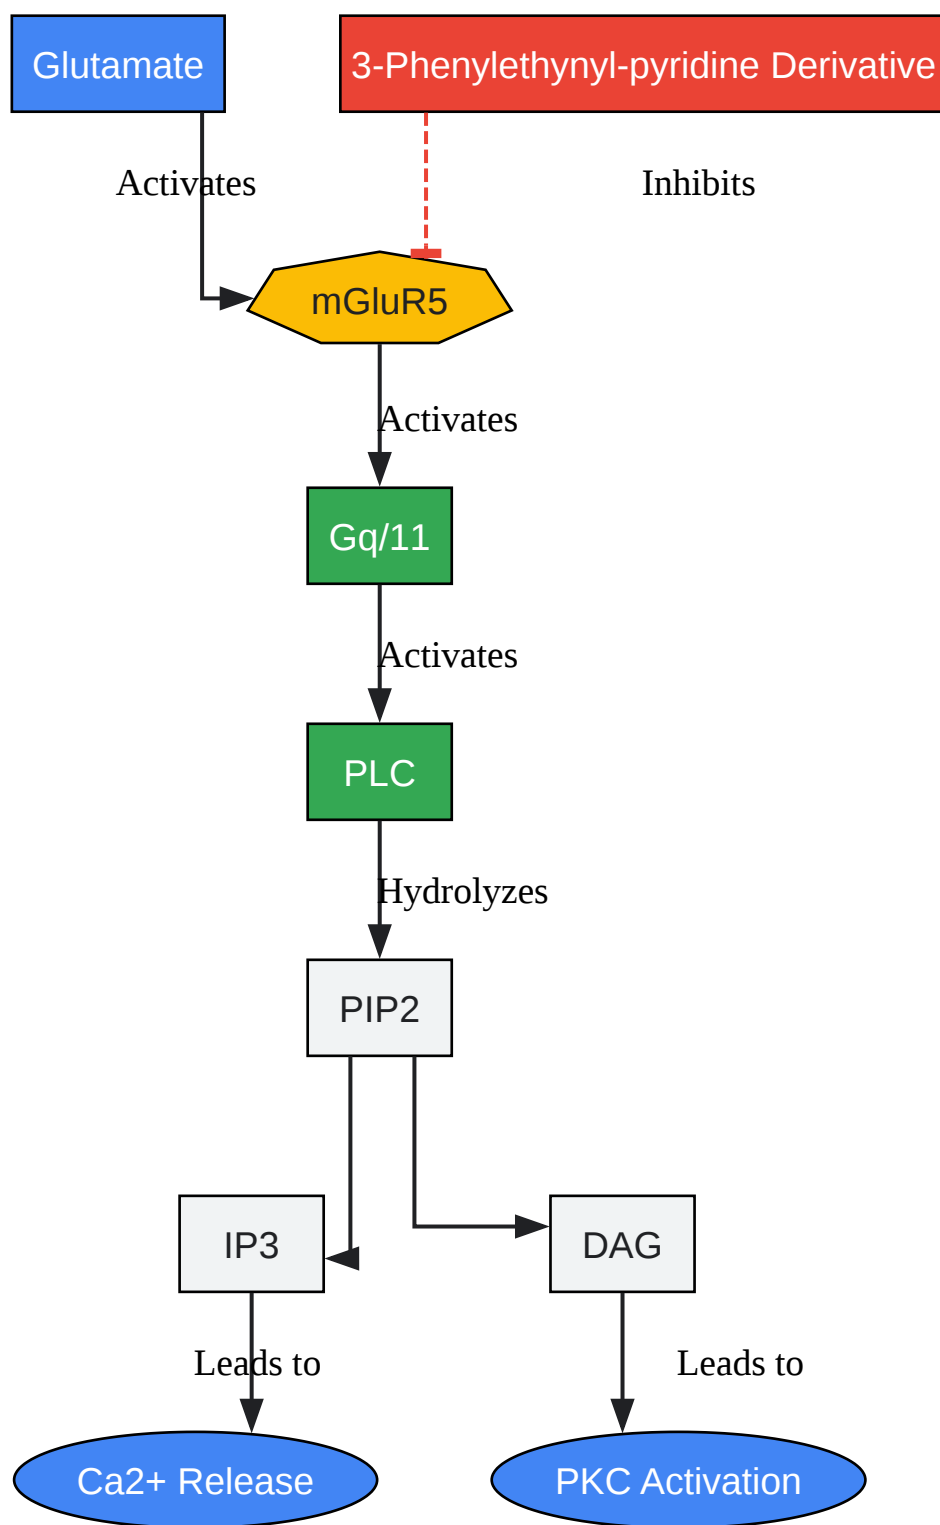 Glutamate
3-Phenylethynyl-pyridine Derivative
Activates
Inhibits
mGluR5
Activates
Gq/11
Activates
PLC
Hydrolyzes
PIP2
IP3
DAG
Leads to
Leads to
Ca2+ Release
PKC Activation